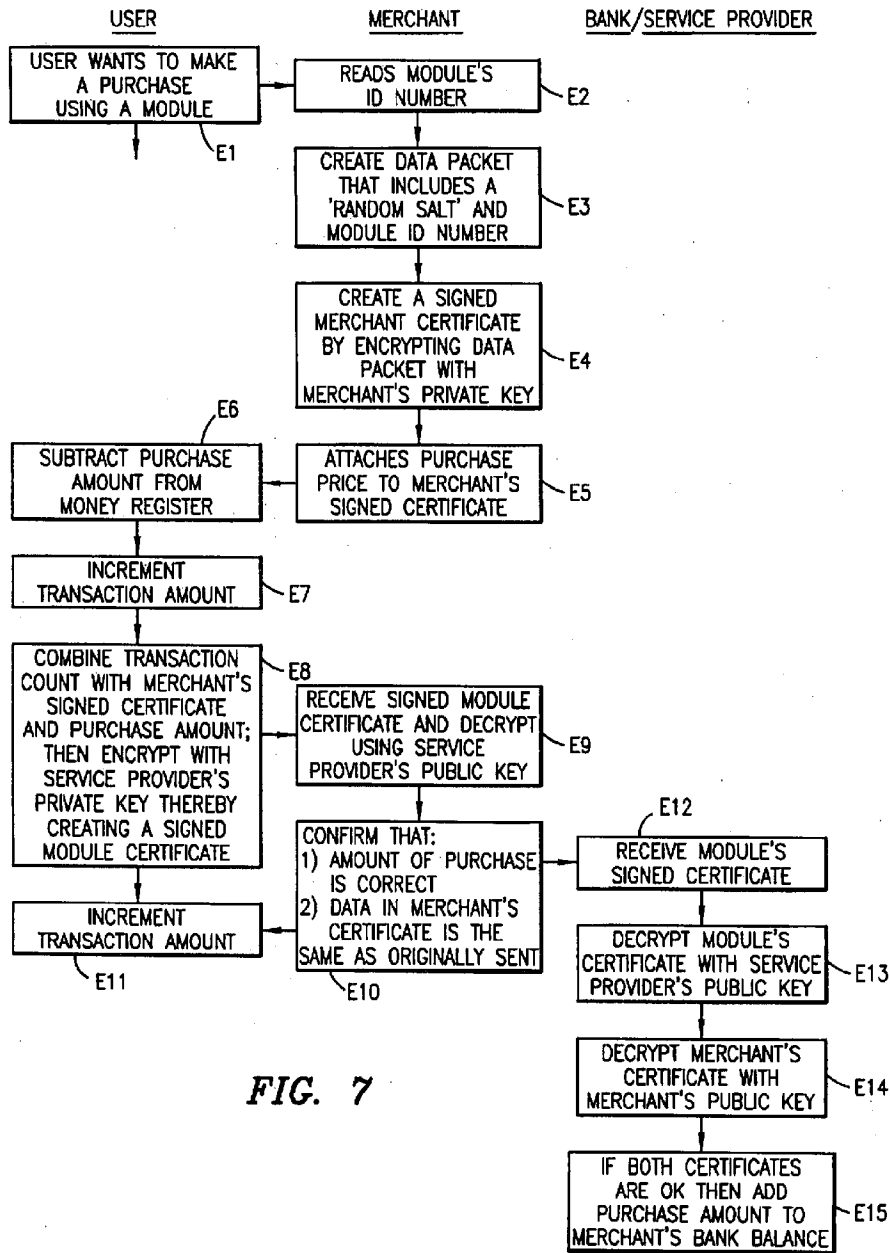 USER
MERCHANT
BANK/SERVICE PROVIDER
USER WANTS TO MAKE
A PURCHASE
USING A MODULE
E1
READS MODULE'S
ID NUMBER
E2
CREATE DATA PACKET
THAT INCLUDES A
'RANDOM SALT' AND
MODULE ID NUMBER
E3
CREATE A SIGNED
MERCHANT CERTIFICATE
BY ENCRYPTING DATA
PACKET WITH
MERCHANT'S PRIVATE KEY
E4
ATTACHES PURCHASE
PRICE TO MERCHANT'S
SIGNED CERTIFICATE
E5
E6
SUBTRACT PURCHASE
AMOUNT FROM
MONEY REGISTER
INCREMENT
TRANSACTION AMOUNT
E7
COMBINE TRANSACTION
COUNT WITH MERCHANT'S
SIGNED CERTIFICATE
AND PURCHASE AMOUNT;
THEN ENCRYPT WITH
SERVICE PROVIDER'S
PRIVATE KEY THEREBY
CREATING A SIGNED
MODULE CERTIFICATE
E8
RECEIVE SIGNED MODULE
CERTIFICATE AND DECRYPT
USING SERVICE
PROVIDER'S PUBLIC KEY
E9
CONFIRM THAT:
1) AMOUNT OF PURCHASE
IS CORRECT
2) DATA IN MERCHANT'S
CERTIFICATE IS THE
SAME AS ORIGINALLY SENT
E10
INCREMENT
TRANSACTION AMOUNT
E11
E12
RECEIVE MODULE'S
SIGNED CERTIFICATE
DECRYPT MODULE'S
CERTIFICATE WITH SERVICE
PROVIDER'S PUBLIC KEY
E13
DECRYPT MERCHANT'S
CERTIFICATE WITH
MERCHANT'S PUBLIC KEY
E14
IF BOTH CERTIFICATES
ARE OK THEN ADD
PURCHASE AMOUNT TO
MERCHANT'S BANK BALANCE
E15
FIG. 7